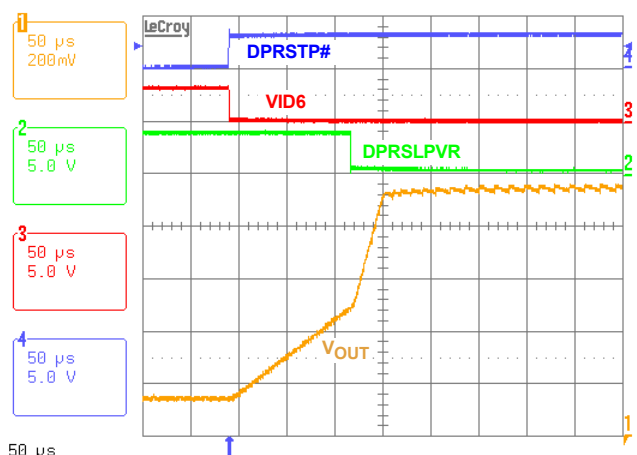 1
50 µs
200mV
2
50 µs
5.0 V
3
50 µs
5.0 V
4
50 µs
5.0 V
50 µs
LeCroy
DPRSTP#
4
VID6
3
DPRSLPVR
2
VOUT
1